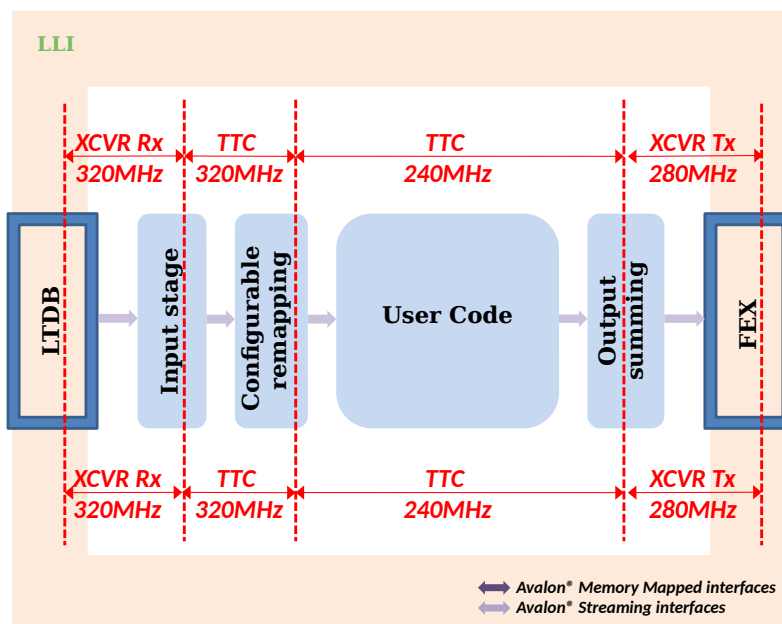 LLI
XCVR Rx TTC TTC XCVR Tx
320MHz 320MHz 240MHz 280MHz
LTDB
Input stage
Configurable
remapping
User Code
Output
summing
FEX
XCVR Rx TTC TTC XCVR Tx
320MHz 320MHz 240MHz 280MHz
Avalon® Memory Mapped interfaces
Avalon® Streaming interfaces